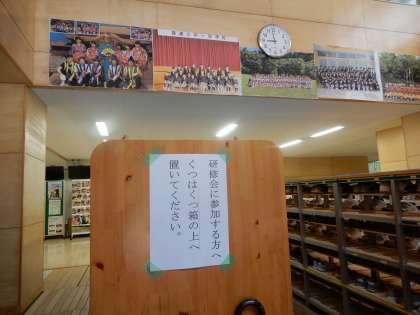 研修会に参加する方へ
くつはくつ箱の上へ
置いてください。